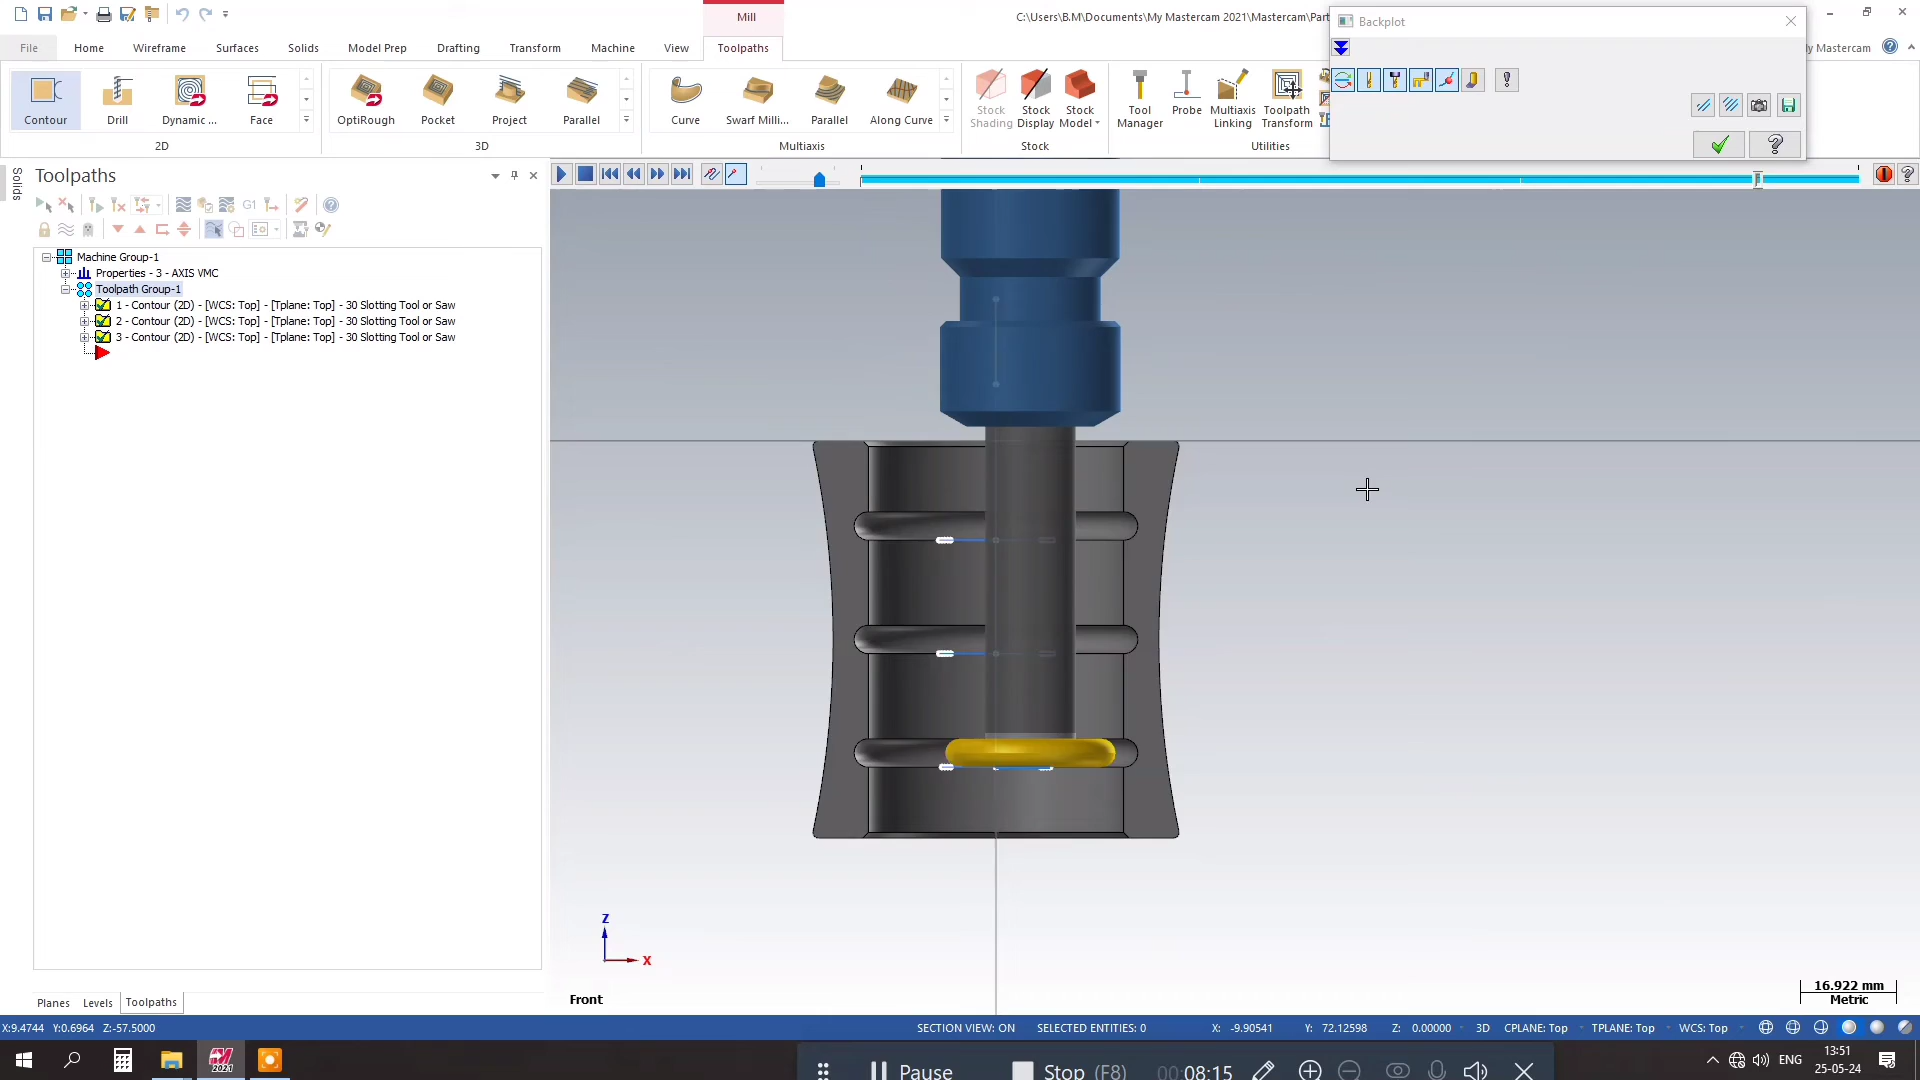 Mill
C:\Users\B.M\Documents\My Mastercam 2021\Mastercam\Part
Backplot
File
Home
Wireframe
Surfaces
Solids
Model Prep
Drafting
Transform
Machine
View
Toolpaths
ly Mastercam
Contour
Drill
Dynamic ...
Face
OptiRough
Pocket
Project
Parallel
Curve
Swarf Milli...
Parallel
Along Curve
Stock Shading
Stock Display
Stock Model
Tool Manager
Probe
Multiaxis Linking
Toolpath Transform
2D
3D
Multiaxis
Stock
Utilities
Solids
Toolpaths
G1
Machine Group-1
Properties - 3 - AXIS VMC
Toolpath Group-1
1 - Contour (2D) - [WCS: Top] - [Tplane: Top] - 30 Slotting Tool or Saw
2 - Contour (2D) - [WCS: Top] - [Tplane: Top] - 30 Slotting Tool or Saw
3 - Contour (2D) - [WCS: Top] - [Tplane: Top] - 30 Slotting Tool or Saw
Z
X
Front
16.922 mm
Metric
Planes
Levels
Toolpaths
X:9.4744 Y:0.6964 Z:-57.5000
SECTION VIEW: ON
SELECTED ENTITIES: 0
X: -9.90541
Y: 72.12598
Z: 0.00000
3D
CPLANE: Top
TPLANE: Top
WCS: Top
2021
Pause
Stop (F8)
00:08:15
ENG
13:51
25-05-24